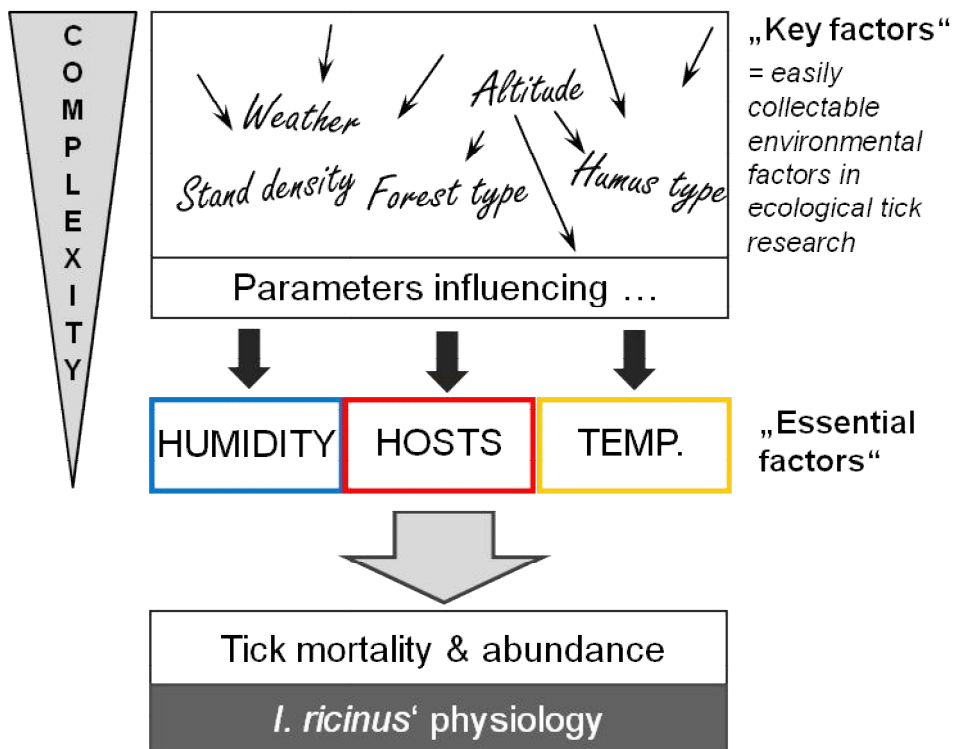 COMPLEXITY
Weather
Altitude
Stand density
Forest type
Humus type
Parameters influencing …
„Key factors“
= easily
collectable
environmental
factors in
ecological tick
research
HUMIDITY
HOSTS
TEMP.
„Essential
factors“
Tick mortality & abundance
I. ricinus‘ physiology